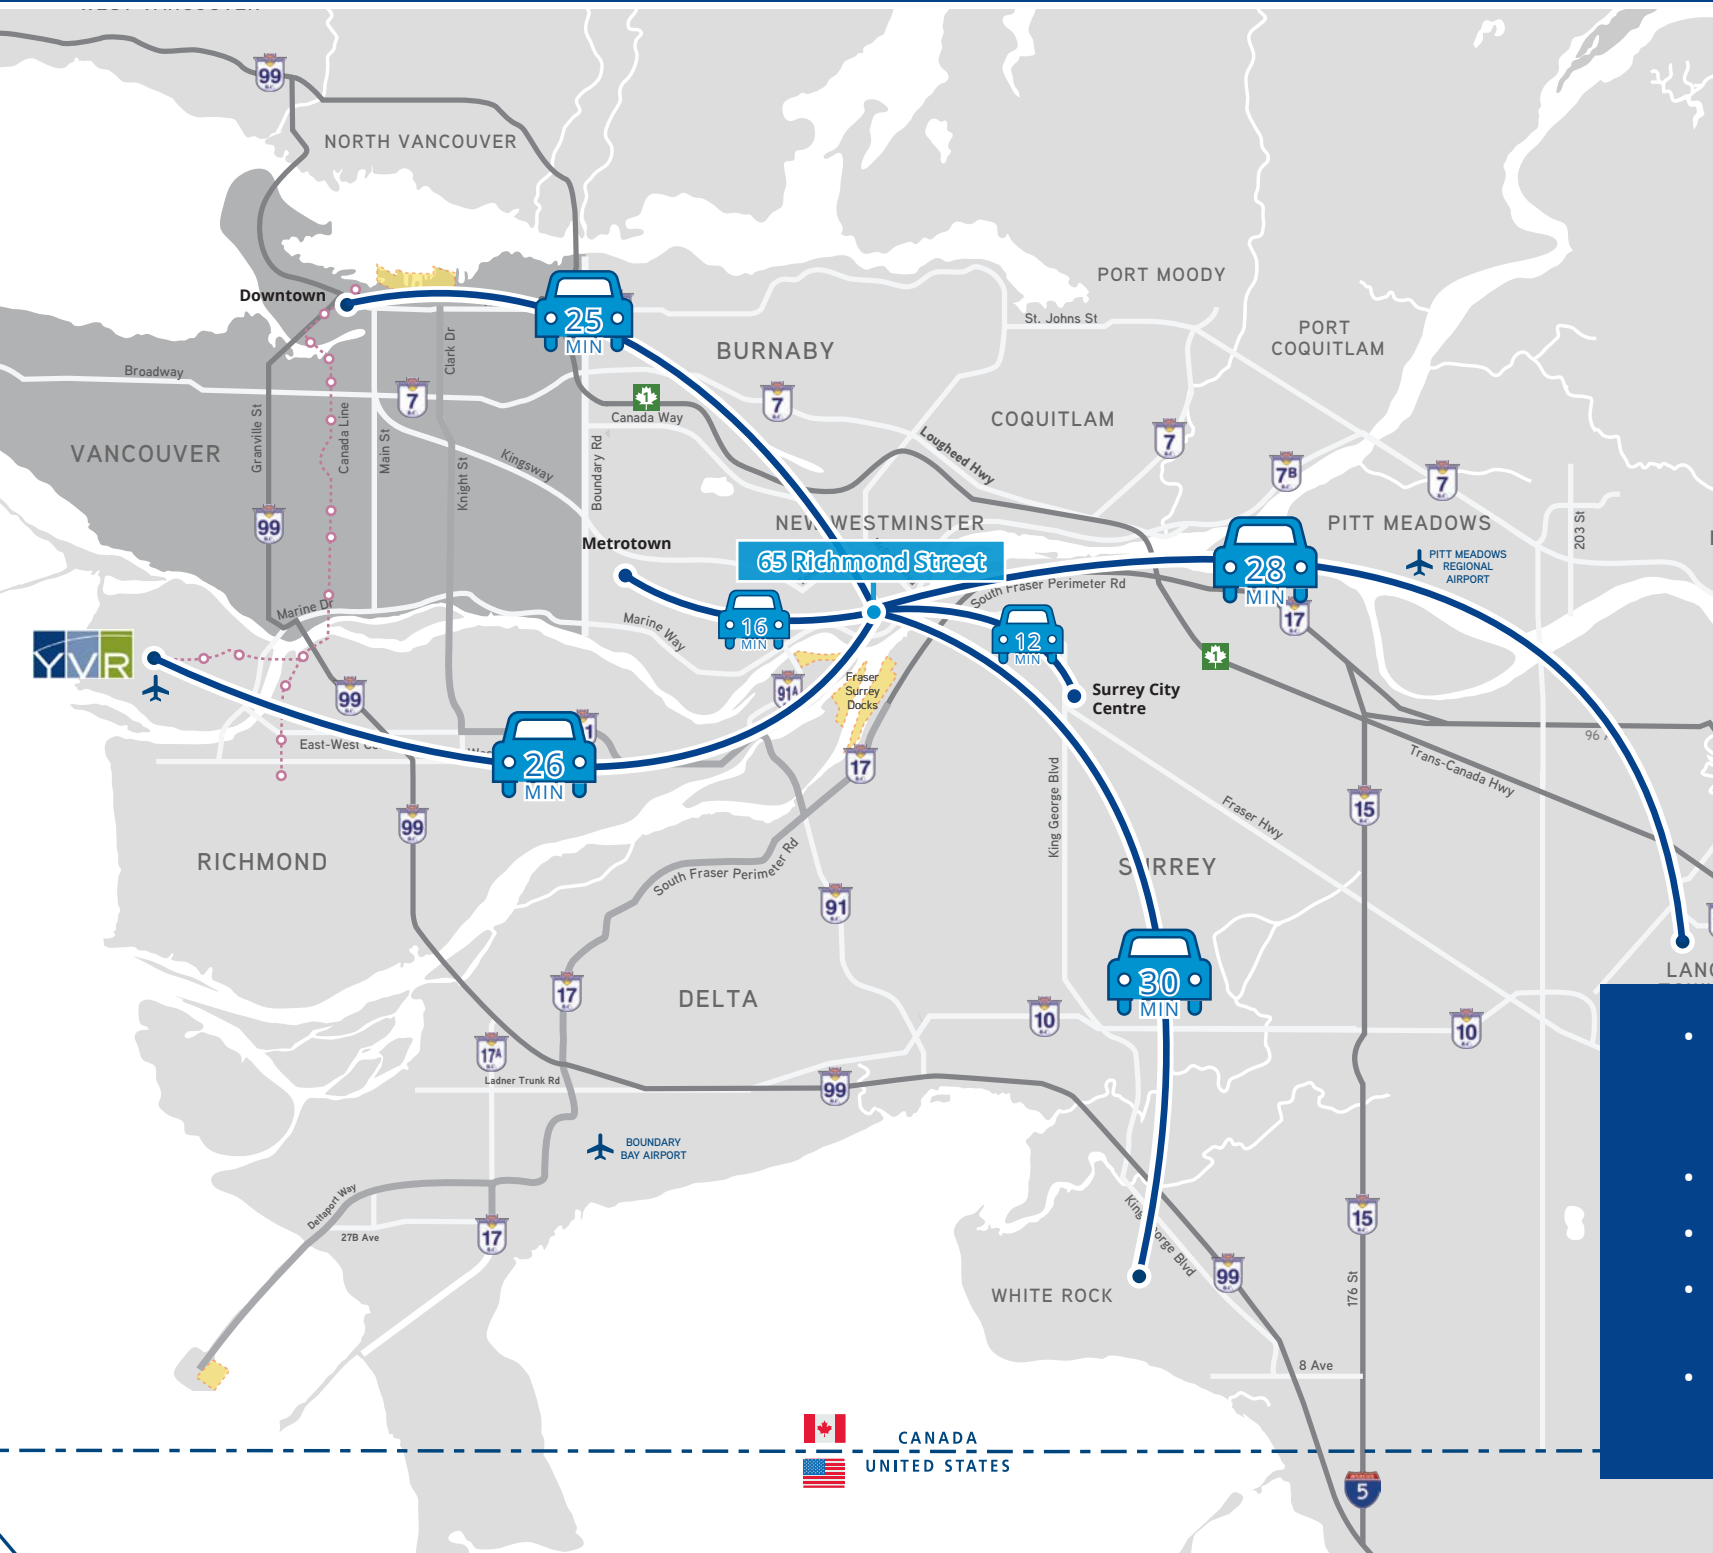 99
NORTH VANCOUVER
Downtown
25
MIN
PORT MOODY
St. Johns St
PORT
COQUITLAM
BURNABY
Clark Dr
Broadway
7
B.C.
1
Canada Way
7
COQUITLAM
7
VANCOUVER
Granville St
Canada Line
Main St
Knight St
Kingsway
Boundary Rd
Lougheed Hwy
7B
7
99
NEW WESTMINSTER
PITT MEADOWS
203 St
Metrotown
65 Richmond Street
28
MIN
PITT MEADOWS
REGIONAL
AIRPORT
South Fraser Perimeter Rd
Marine Dr
Marine Way
16
MIN
12
MIN
17
YVR
1
99
91A
Fraser
Surrey
Docks
Surrey City
Centre
East-West
26
MIN
17
96
Trans-Canada Hwy
King George Blvd
Fraser Hwy
15
99
RICHMOND
South Fraser Perimeter Rd
SURREY
91
30
MIN
17
DELTA
10
10
17A
Ladner Trunk Rd
99
BOUNDARY
BAY AIRPORT
Deltaport Way
27B Ave
17
King George Blvd
15
99
176 St
WHITE ROCK
8 Ave
CANADA
UNITED STATES
5